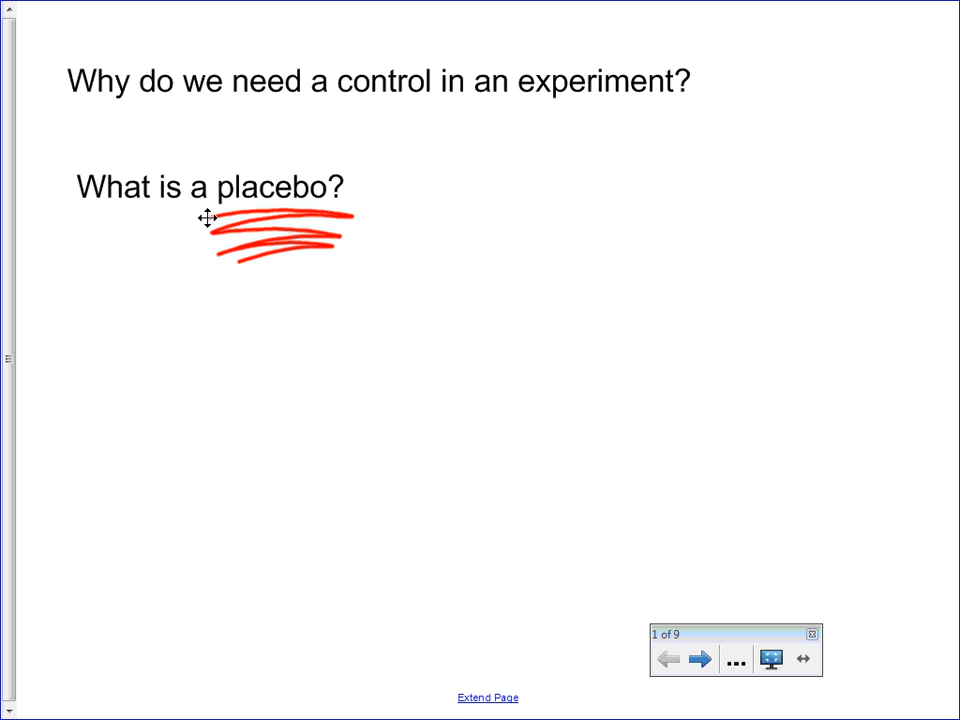 Why do we need a control in an experiment?
What is a placebo?
1 of 9
...
Extend Page